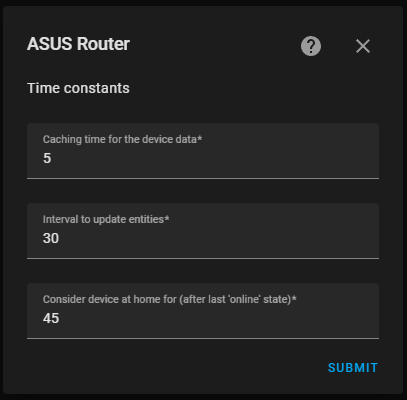 ASUS Router
Time constants
Caching time for the device data*
5
Interval to update entities*
30
Consider device at home for (after last 'online' state)*
45
SUBMIT